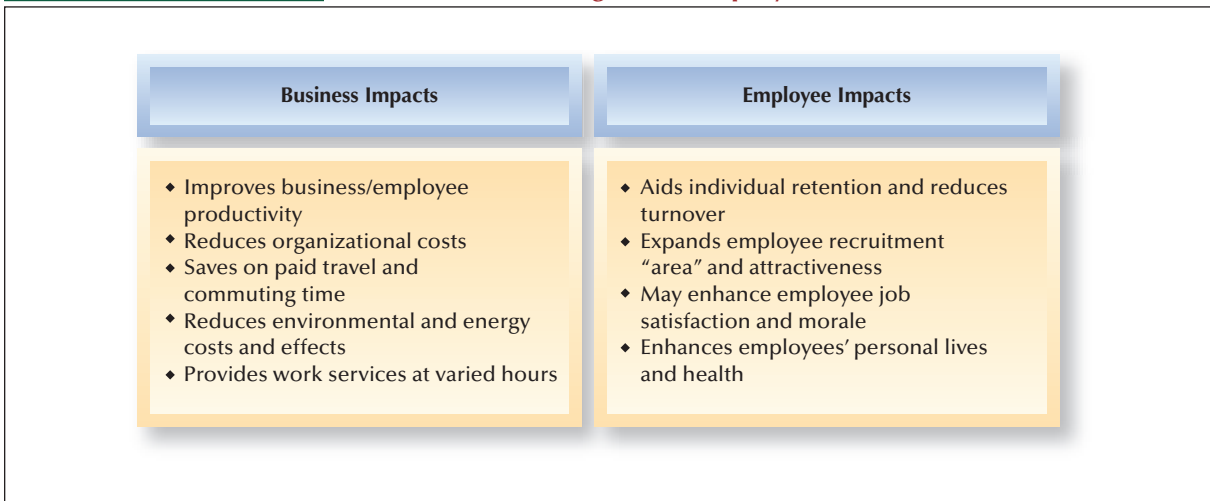 Business Impacts
Employee Impacts
◆ Improves business/employee
productivity
◆ Reduces organizational costs
◆ Saves on paid travel and
commuting time
◆ Reduces environmental and energy
costs and effects
◆ Provides work services at varied hours
◆ Aids individual retention and reduces
turnover
◆ Expands employee recruitment
“area” and attractiveness
◆ May enhance employee job
satisfaction and morale
◆ Enhances employees’ personal lives
and health